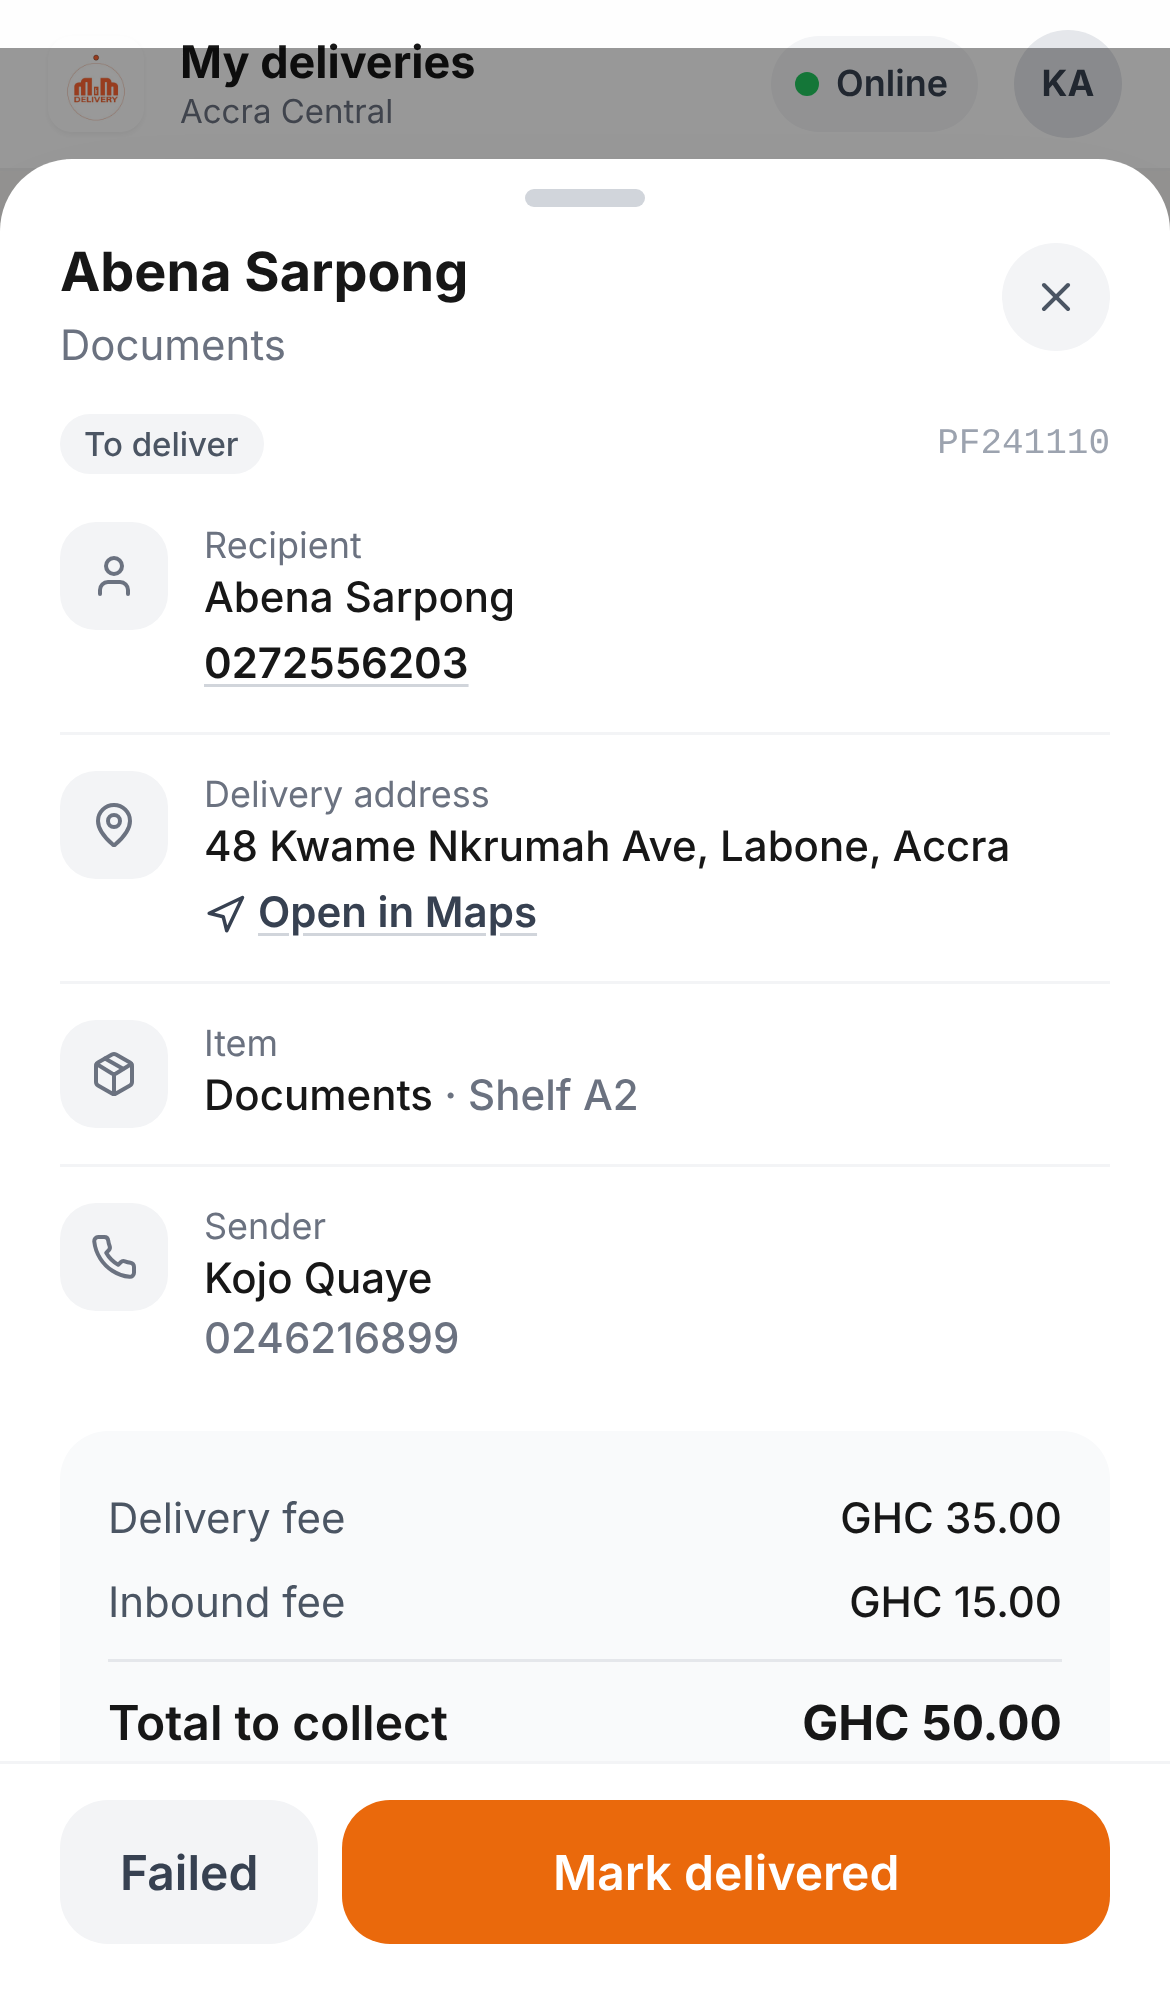 My deliveries
Accra Central
M&M
DELIVERY
Online
KA
Abena Sarpong
Documents
To deliver
PF241110
Recipient
Abena Sarpong
0272556203
Delivery address
48 Kwame Nkrumah Ave, Labone, Accra
Open in Maps
Item
Documents · Shelf A2
Sender
Kojo Quaye
0246216899
Delivery fee GHC 35.00
Inbound fee GHC 15.00
Total to collect GHC 50.00
Failed
Mark delivered